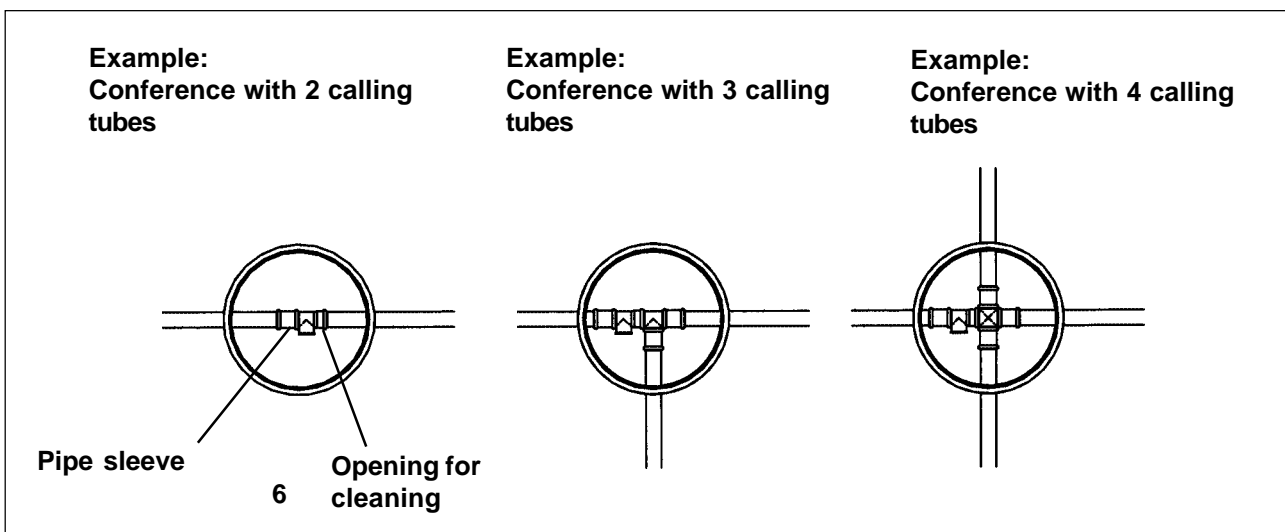 Example:
Conference with 2 calling
tubes
Example:
Conference with 3 calling
tubes
Example:
Conference with 4 calling
tubes
Pipe sleeve
6
Opening for
cleaning